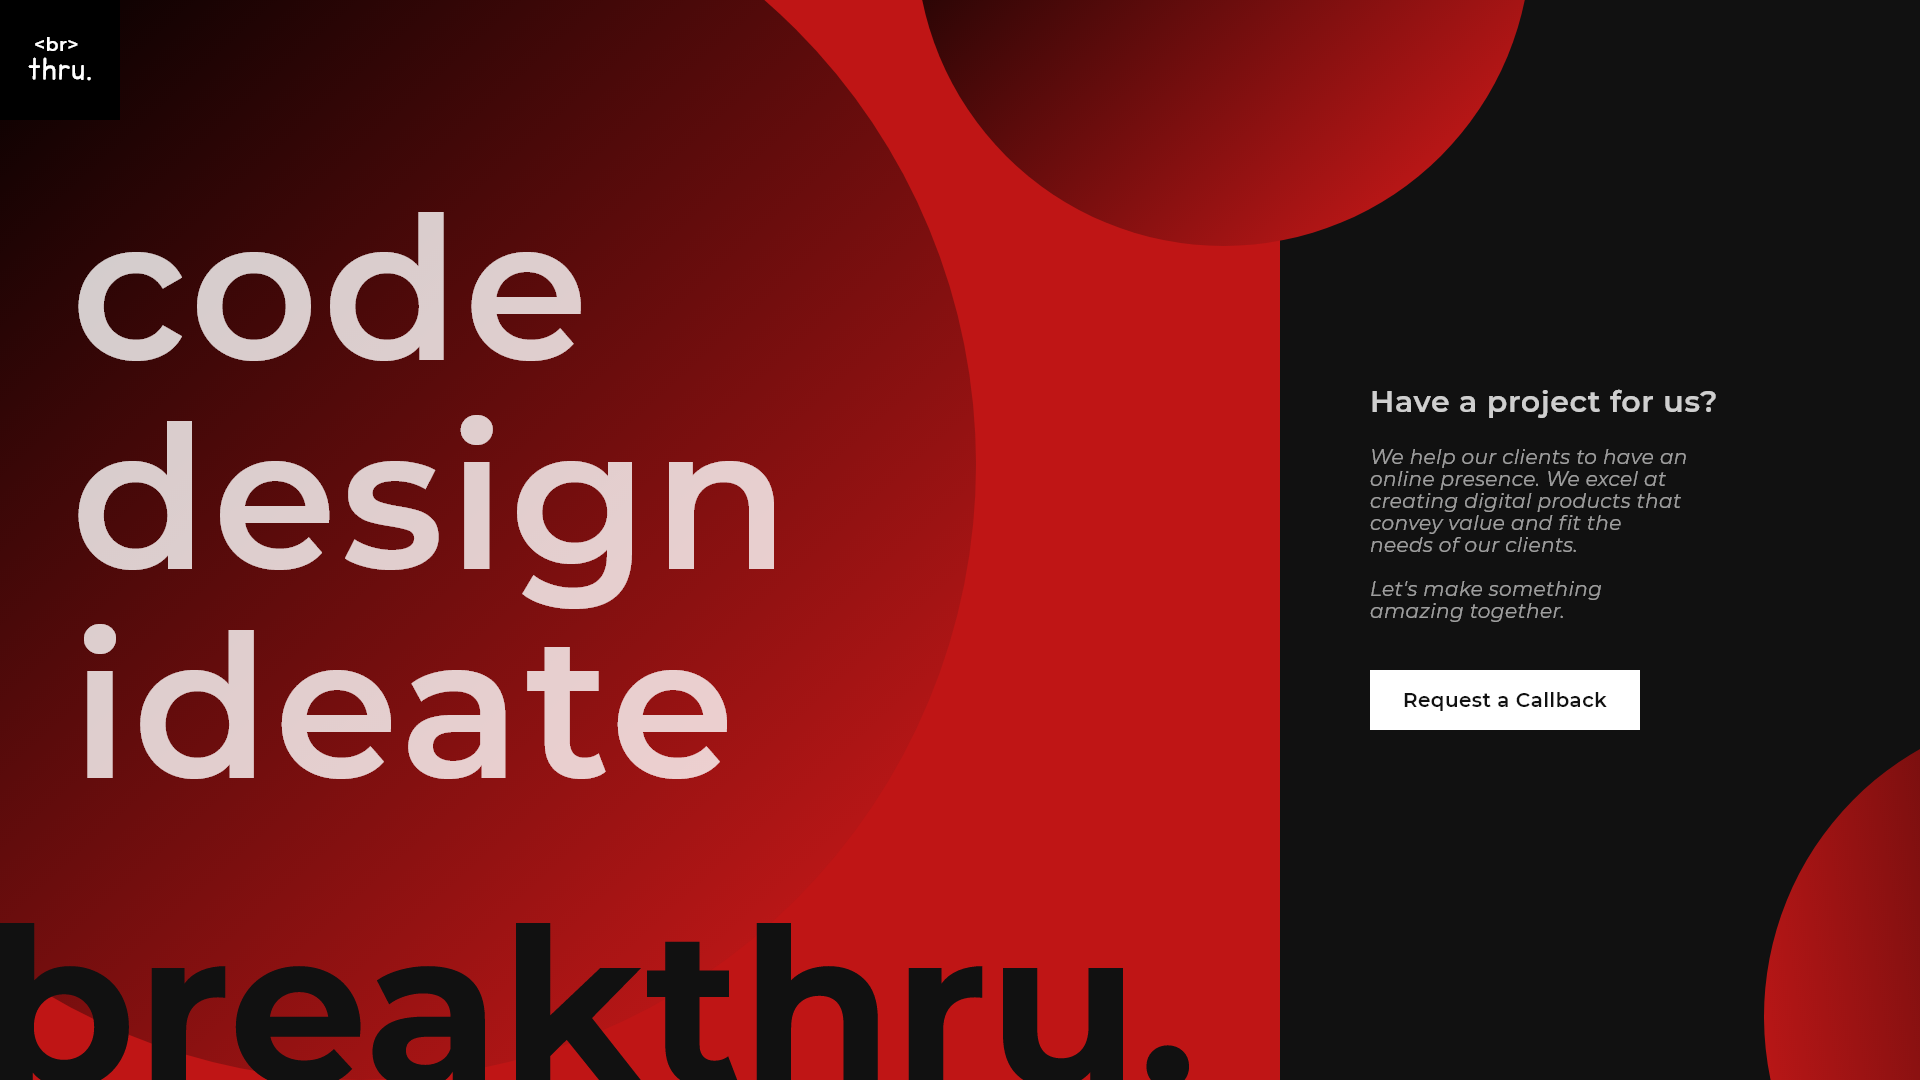 <br>
thru.
code
design
ideate
breakthru.
Have a project for us?
We help our clients to have an
online presence. We excel at
creating digital products that
convey value and fit the
needs of our clients.
Let's make something
amazing together.
Request a Callback